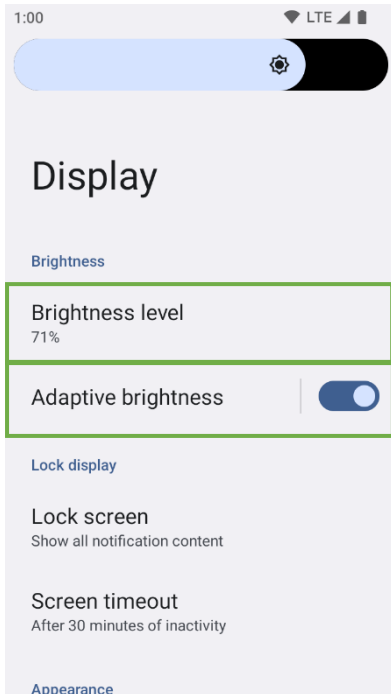 1:00 LTE
Display
Brightness
Brightness level
71%
Adaptive brightness
Lock display
Lock screen
Show all notification content
Screen timeout
After 30 minutes of inactivity
Appearance